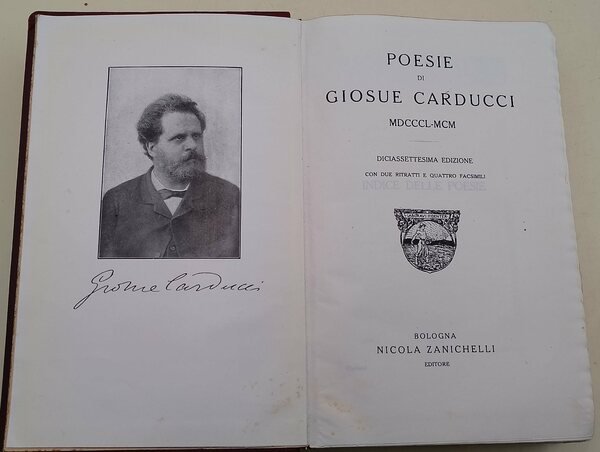 Giosue Carducci
POESIE
DI
GIOSUE CARDUCCI
MDCCCL-MCM
DICIASSETTESIMA EDIZIONE
CON DUE RITRATTI E QUATTRO FACSIMILI
INDICE DELLE POESIE
BOLOGNA
NICOLA ZANICHELLI
EDITORE